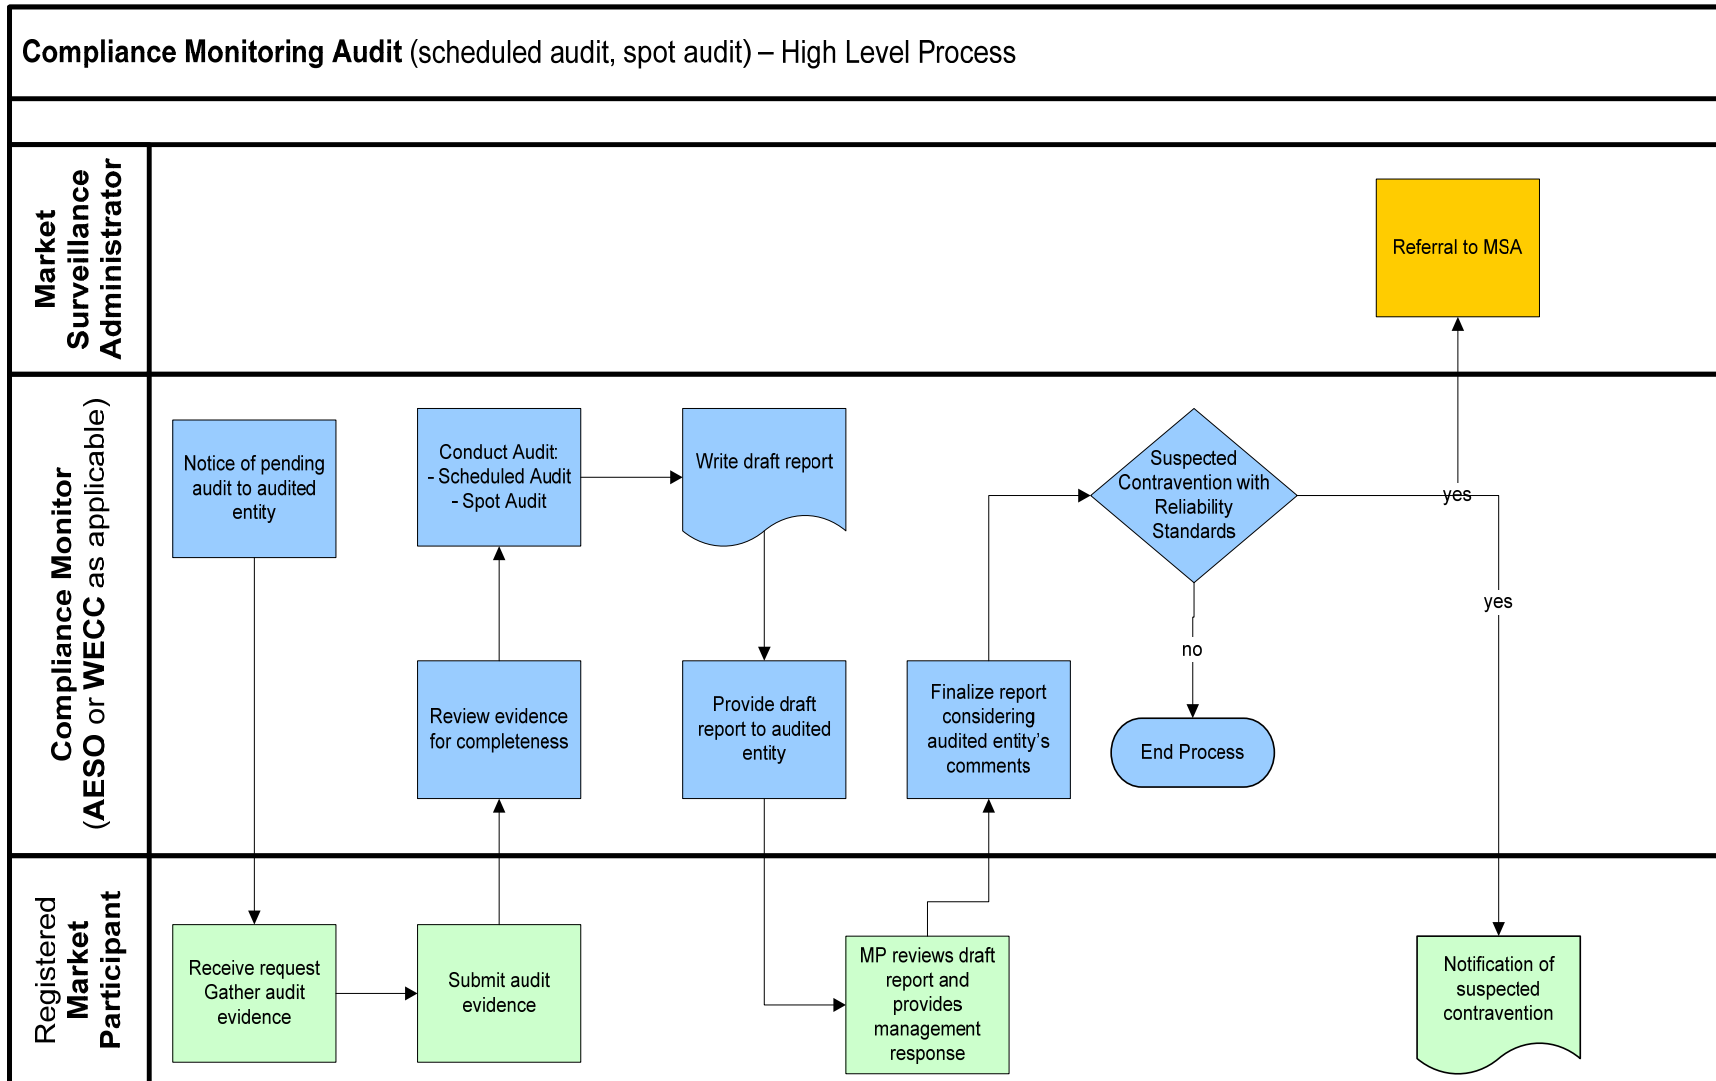 Compliance Monitoring Audit (scheduled audit, spot audit) – High Level Process
Market
Surveillance
Administrator
Referral to MSA
Compliance Monitor
(AESO or WECC as applicable)
Notice of pending
audit to audited
entity
Conduct Audit:
- Scheduled Audit
- Spot Audit
Write draft report
Suspected
Contravention with
Reliability
Standards
yes
yes
no
Review evidence
for completeness
Provide draft
report to audited
entity
Finalize report
considering
audited entity’s
comments
End Process
Registered
Market
Participant
Receive request
Gather audit
evidence
Submit audit
evidence
MP reviews draft
report and
provides
management
response
Notification of
suspected
contravention